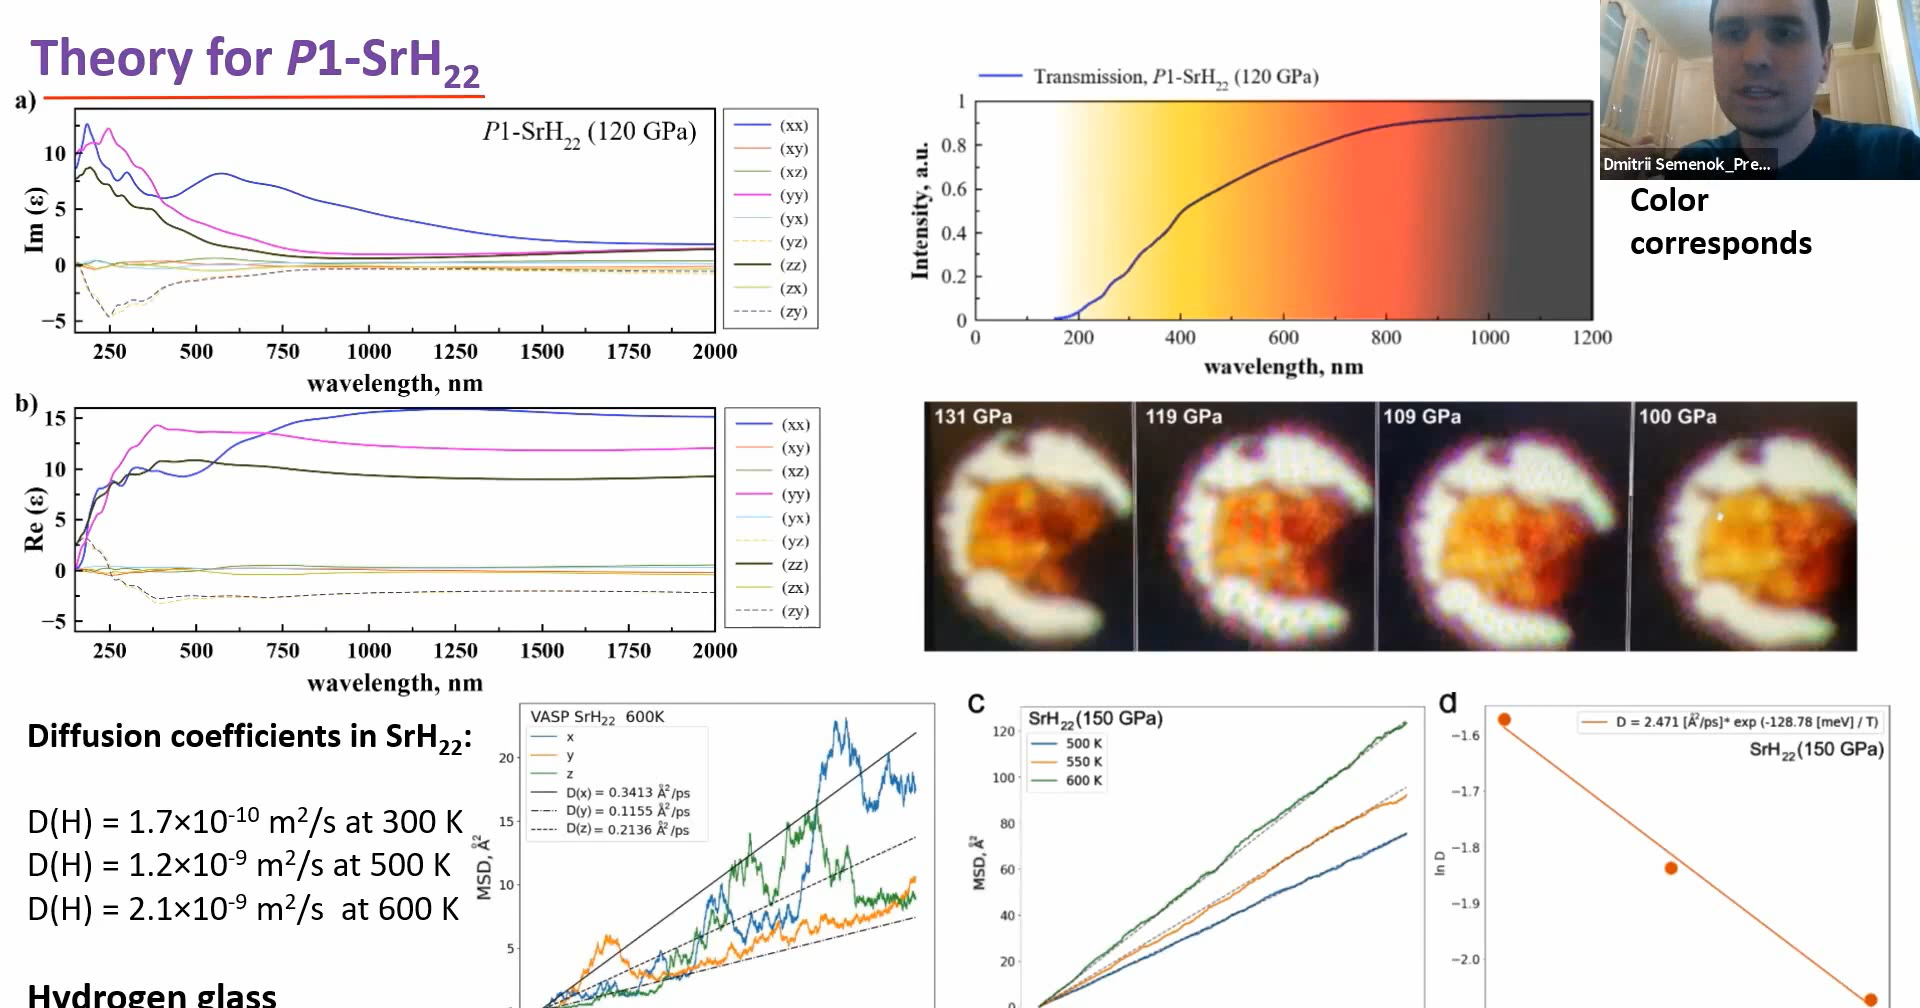 Theory for P1-SrH22
a)
P1-SrH22 (120 GPa)
10
5
0
−5
Im (ε)
250 500 750 1000 1250 1500 1750 2000
wavelength, nm
(xx)
(xy)
(xz)
(yy)
(yx)
(yz)
(zz)
(zx)
(zy)
b)
15
10
5
0
−5
Re (ε)
250 500 750 1000 1250 1500 1750 2000
wavelength, nm
(xx)
(xy)
(xz)
(yy)
(yx)
(yz)
(zz)
(zx)
(zy)
Transmission, P1-SrH22 (120 GPa)
1
0.8
0.6
0.4
0.2
0
Intensity, a.u.
0 200 400 600 800 1000 1200
wavelength, nm
Dmitrii Semenok_Pre...
Color
corresponds
131 GPa 119 GPa 109 GPa 100 GPa
Diffusion coefficients in SrH22:
D(H) = 1.7×10-10 m2/s at 300 K
D(H) = 1.2×10-9 m2/s at 500 K
D(H) = 2.1×10-9 m2/s at 600 K
Hydrogen glass
VASP SrH22 600K
x
y
z
D(x) = 0.3413 Å2/ps
D(y) = 0.1155 Å2/ps
D(z) = 0.2136 Å2/ps
20
15
10
5
MSD, Å2
c
SrH22(150 GPa)
500 K
550 K
600 K
120
100
80
60
40
20
0
MSD, Å2
d
D = 2.471 [Å2/ps]* exp (-128.78 [meV] / T)
SrH22(150 GPa)
−1.6
−1.7
−1.8
−1.9
−2.0
ln D